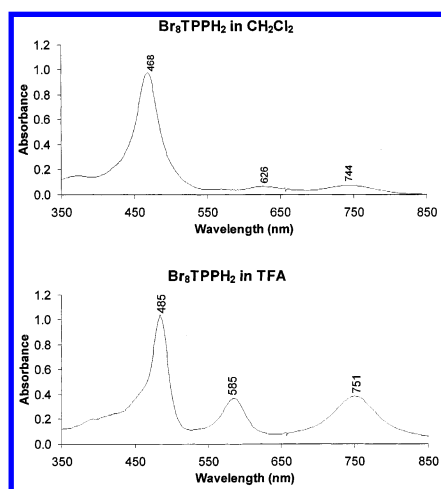 Br₈TPPH₂ in CH₂Cl₂
Absorbance
1.2
1.0
0.8
0.6
0.4
0.2
0.0
468
626
744
350 450 550 650 750 850
Wavelength (nm)
Br₈TPPH₂ in TFA
Absorbance
1.2
1.0
0.8
0.6
0.4
0.2
0.0
485
585
751
350 450 550 650 750 850
Wavelength (nm)